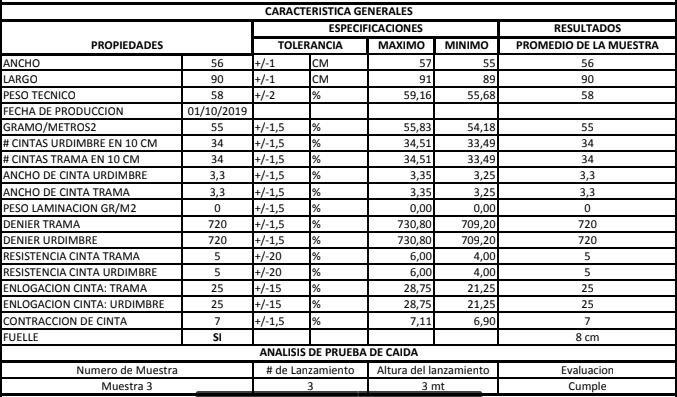 CARACTERISTICA GENERALES
ESPECIFICACIONES RESULTADOS
PROPIEDADES TOLERANCIA MAXIMO MINIMO PROMEDIO DE LA MUESTRA
ANCHO 56 +/-1 CM 57 55 56
LARGO 90 +/-1 CM 91 89 90
PESO TECNICO 58 +/-2 % 59,16 55,68 58
FECHA DE PRODUCCION 01/10/2019
GRAMO/METROS2 55 +/-1,5 % 55,83 54,18 55
# CINTAS URDIMBRE EN 10 CM 34 +/-1,5 % 34,51 33,49 34
# CINTAS TRAMA EN 10 CM 34 +/-1,5 % 34,51 33,49 34
ANCHO DE CINTA URDIMBRE 3,3 +/-1,5 % 3,35 3,25 3,3
ANCHO DE CINTA TRAMA 3,3 +/-1,5 % 3,35 3,25 3,3
PESO LAMINACION GR/M2 0 +/-1,5 % 0,00 0,00 0
DENIER TRAMA 720 +/-1,5 % 730,80 709,20 720
DENIER URDIMBRE 720 +/-1,5 % 730,80 709,20 720
RESISTENCIA CINTA TRAMA 5 +/-20 % 6,00 4,00 5
RESISTENCIA CINTA URDIMBRE 5 +/-20 % 6,00 4,00 5
ENLOGACION CINTA: TRAMA 25 +/-15 % 28,75 21,25 25
ENLOGACION CINTA: URDIMBRE 25 +/-15 % 28,75 21,25 25
CONTRACCION DE CINTA 7 +/-1,5 % 7,11 6,90 7
FUELLE SI 8 cm
ANALISIS DE PRUEBA DE CAIDA
Numero de Muestra # de Lanzamiento Altura del lanzamiento Evaluacion
Muestra 3 3 3 mt Cumple